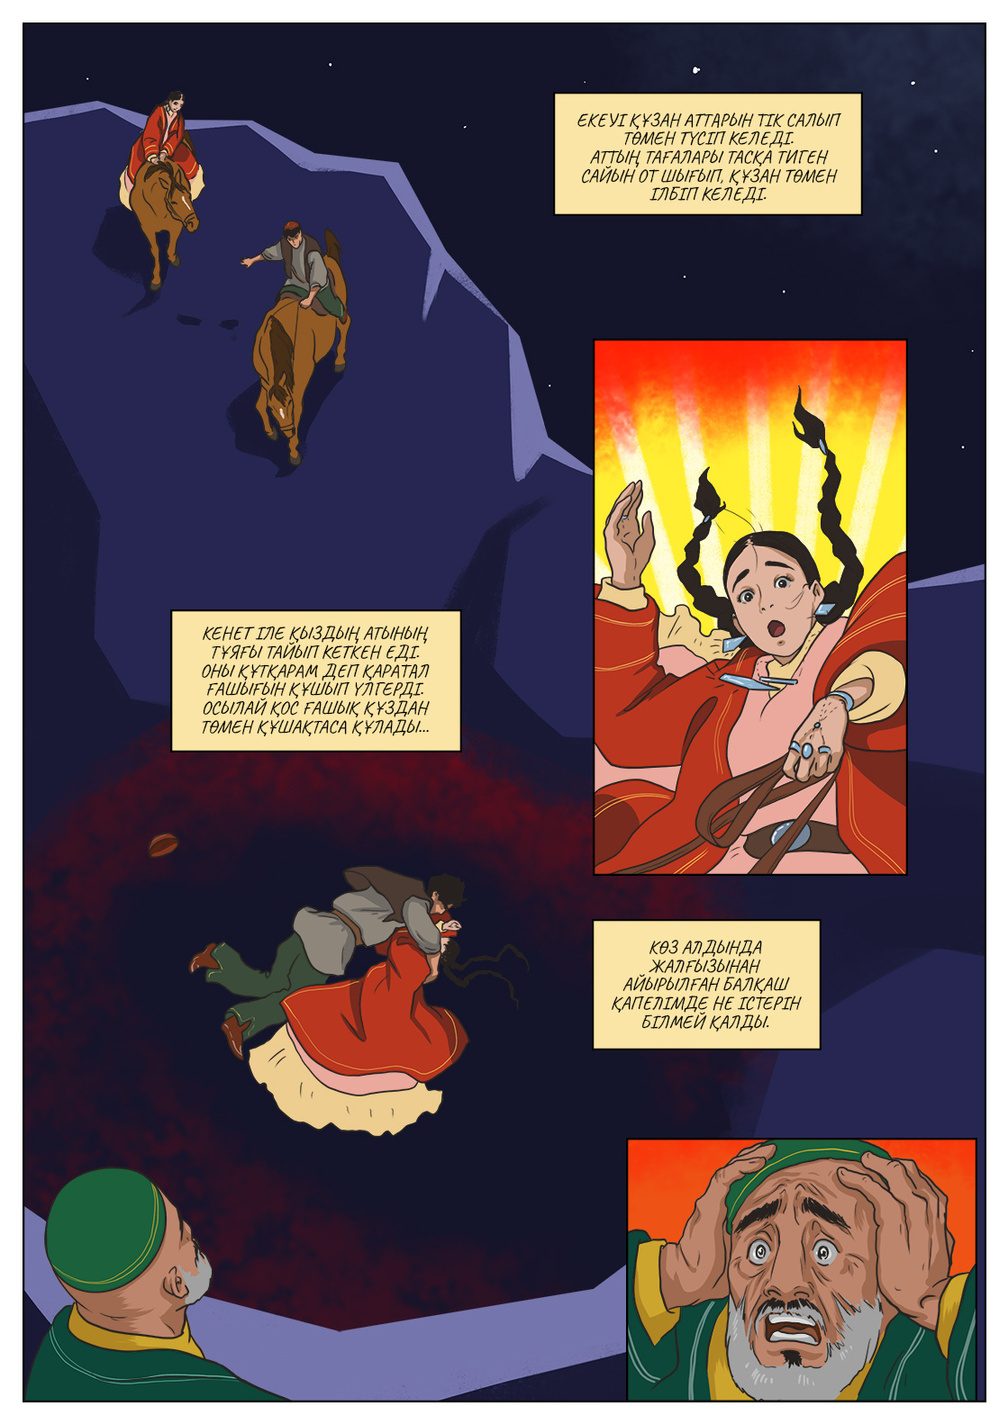 ЕКЕУІ ҚҰЗАН АТТАРЫН ТІК САЛЫП
ТӨМЕН ТҮСІП КЕЛЕДІ.
АТТЫҢ ТАҒАЛАРЫ ТАСҚА ТИГЕН
САЙЫН ОТ ШЫҒЫП, ҚҰЗАН ТӨМЕН
ІЛБІП КЕЛЕДІ.
КЕНЕТ ІЛЕ ҚЫЗДЫҢ АТЫНЫҢ
ТҰЯҒЫ ТАЙЫП КЕТКЕН ЕДІ.
ОНЫ ҚҰТҚАРАМ ДЕП ҚАРАТАЛ
ҒАШЫҒЫН ҚҰШЫП ҮЛГЕРДІ.
ОСЫЛАЙ ҚОС ҒАШЫҚ ҚҰЗДАН
ТӨМЕН ҚҰШАҚТАСА ҚҰЛАДЫ...
КӨЗ АЛДЫНДА
ЖАЛҒЫЗЫНАН
АЙЫРЫЛҒАН БАЛҚАШ
ҚАПЕЛІМДЕ НЕ ІСТЕРІН
БІЛМЕЙ ҚАЛДЫ.